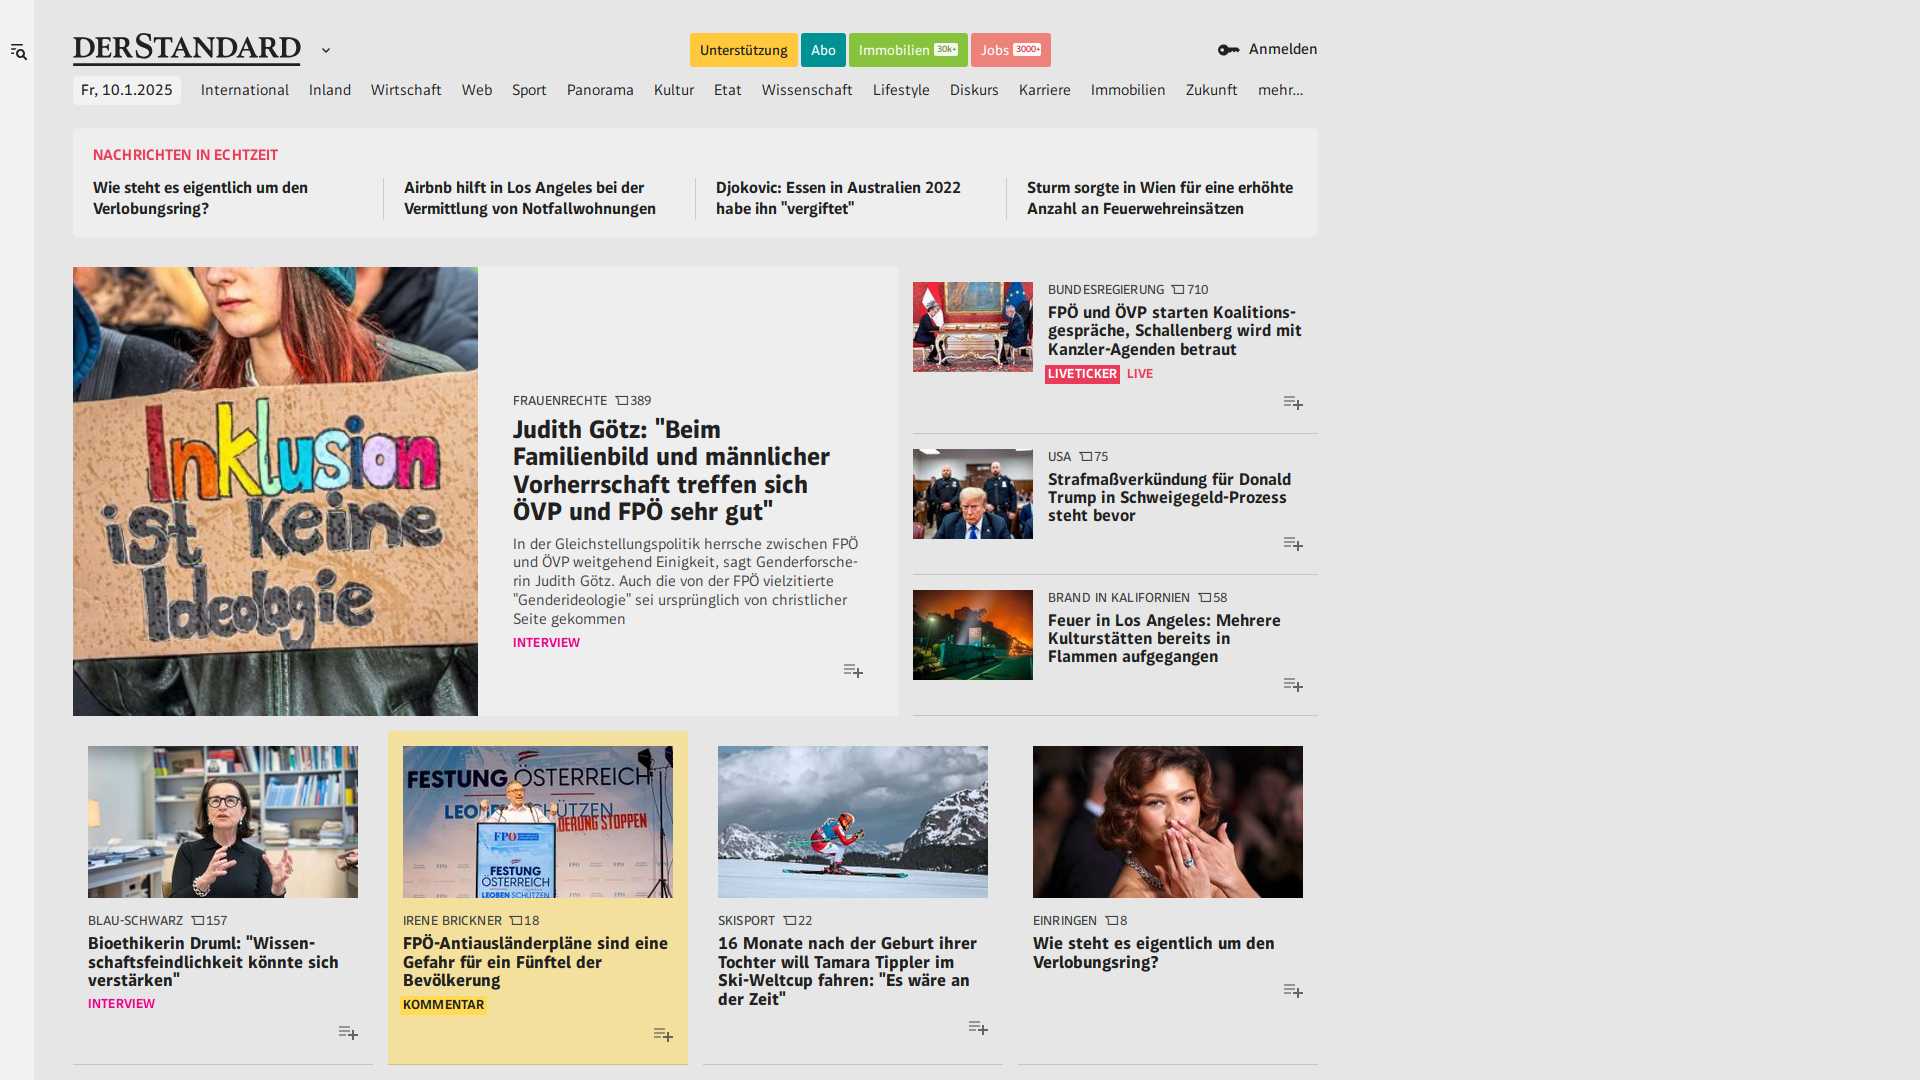 DERSTANDARD
Unterstützung
Abo
Immobilien 30k+
Jobs 3000+
Anmelden
Fr, 10.1.2025
International
Inland
Wirtschaft
Web
Sport
Panorama
Kultur
Etat
Wissenschaft
Lifestyle
Diskurs
Karriere
Immobilien
Zukunft
mehr...
NACHRICHTEN IN ECHTZEIT
Wie steht es eigentlich um den
Verlobungsring?
Airbnb hilft in Los Angeles bei der
Vermittlung von Notfallwohnungen
Djokovic: Essen in Australien 2022
habe ihn "vergiftet"
Sturm sorgte in Wien für eine erhöhte
Anzahl an Feuerwehreinsätzen
Inklusion
ist keine
Ideologie
FRAUENRECHTE 389
Judith Götz: "Beim
Familienbild und männlicher
Vorherrschaft treffen sich
ÖVP und FPÖ sehr gut"
In der Gleichstellungspolitik herrsche zwischen FPÖ
und ÖVP weitgehend Einigkeit, sagt Genderforsche-
rin Judith Götz. Auch die von der FPÖ vielzitierte
"Genderideologie" sei ursprünglich von christlicher
Seite gekommen
INTERVIEW
BUNDESREGIERUNG 710
FPÖ und ÖVP starten Koalitions-
gespräche, Schallenberg wird mit
Kanzler-Agenden betraut
LIVETICKER LIVE
USA 75
Strafmaßverkündung für Donald
Trump in Schweigegeld-Prozess
steht bevor
BRAND IN KALIFORNIEN 58
Feuer in Los Angeles: Mehrere
Kulturstätten bereits in
Flammen aufgegangen
BLAU-SCHWARZ 157
Bioethikerin Druml: "Wissen-
schaftsfeindlichkeit könnte sich
verstärken"
INTERVIEW
FESTUNG ÖSTERREICH
LEOBEN SCHÜTZEN
STOPPEN
FPÖ
FESTUNG
ÖSTERREICH
LEOBEN SCHÜTZEN
IRENE BRICKNER 18
FPÖ-Antiausländerpläne sind eine
Gefahr für ein Fünftel der
Bevölkerung
KOMMENTAR
SKISPORT 22
16 Monate nach der Geburt ihrer
Tochter will Tamara Tippler im
Ski-Weltcup fahren: "Es wäre an
der Zeit"
EINRINGEN 8
Wie steht es eigentlich um den
Verlobungsring?